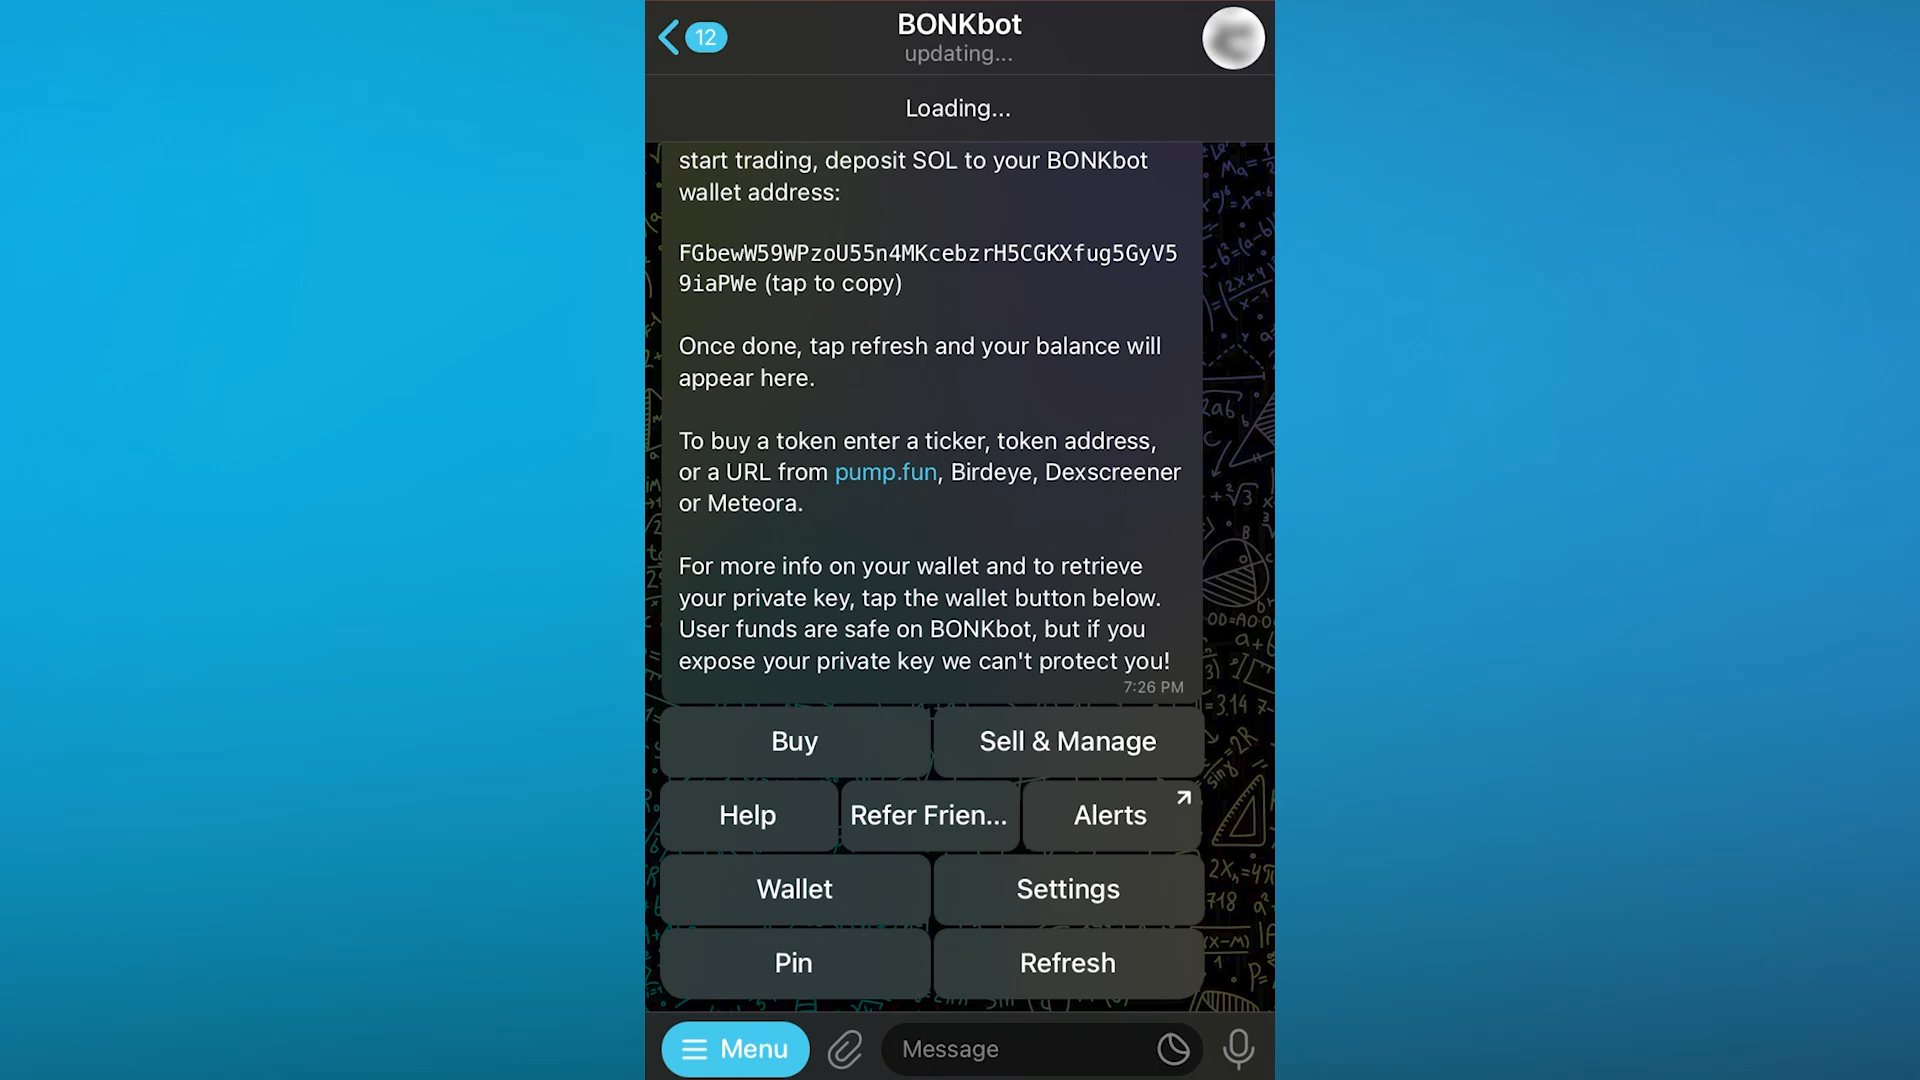 12
BONKbot
updating...
Loading...
start trading, deposit SOL to your BONKbot
wallet address:
FGbewW59WPzoU55n4MKcebzrH5CGKXfug5GyV5
9iaPWe (tap to copy)
Once done, tap refresh and your balance will
appear here.
To buy a token enter a ticker, token address,
or a URL from pump.fun, Birdeye, Dexscreener
or Meteora.
For more info on your wallet and to retrieve
your private key, tap the wallet button below.
User funds are safe on BONKbot, but if you
expose your private key we can't protect you!
7:26 PM
Buy
Sell & Manage
Help
Refer Frien...
Alerts
Wallet
Settings
Pin
Refresh
Menu
Message